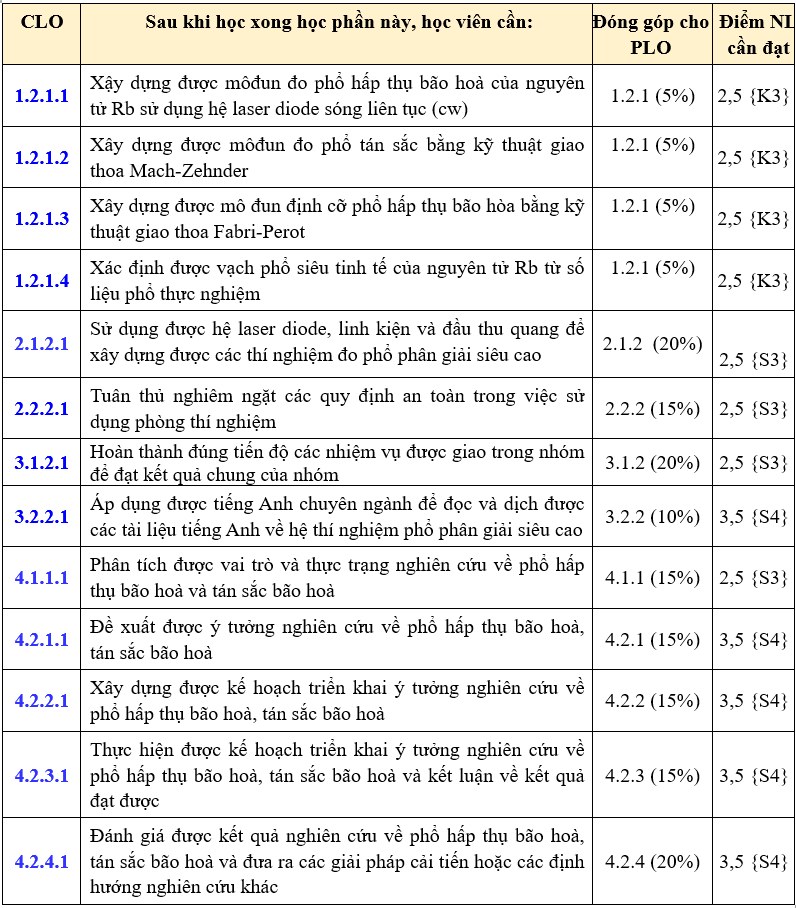 CLO Sau khi học xong học phần này, học viên cần: Đóng góp cho PLO Điểm NL cần đạt
1.2.1.1 Xậy dựng được môđun đo phổ hấp thụ bão hoà của nguyên
tử Rb sử dụng hệ laser diode sóng liên tục (cw) 1.2.1 (5%) 2,5 {K3}
1.2.1.2 Xây dựng được môđun đo phổ tán sắc bằng kỹ thuật giao
thoa Mach-Zehnder 1.2.1 (5%) 2,5 {K3}
1.2.1.3 Xây dựng được mô đun định cỡ phổ hấp thụ bão hòa bằng kỹ
thuật giao thoa Fabri-Perot 1.2.1 (5%) 2,5 {K3}
1.2.1.4 Xác định được vạch phổ siêu tinh tế của nguyên tử Rb từ số
liệu phổ thực nghiệm 1.2.1 (5%) 2,5 {K3}
2.1.2.1 Sử dụng được hệ laser diode, linh kiện và đầu thu quang để
xây dựng được các thí nghiệm đo phổ phân giải siêu cao 2.1.2 (20%) 2,5 {S3}
2.2.2.1 Tuân thủ nghiêm ngặt các quy định an toàn trong việc sử
dụng phòng thí nghiệm 2.2.2 (15%) 2,5 {S3}
3.1.2.1 Hoàn thành đúng tiến độ các nhiệm vụ được giao trong nhóm
để đạt kết quả chung của nhóm 3.1.2 (20%) 2,5 {S3}
3.2.2.1 Áp dụng được tiếng Anh chuyên ngành để đọc và dịch được
các tài liệu tiếng Anh về hệ thí nghiệm phổ phân giải siêu cao 3.2.2 (10%) 3,5 {S4}
4.1.1.1 Phân tích được vai trò và thực trạng nghiên cứu về phổ hấp
thụ bão hoà và tán sắc bão hoà 4.1.1 (15%) 2,5 {S3}
4.2.1.1 Đề xuất được ý tưởng nghiên cứu về phổ hấp thụ bão hoà,
tán sắc bão hoà 4.2.1 (15%) 3,5 {S4}
4.2.2.1 Xây dựng được kế hoạch triển khai ý tưởng nghiên cứu về
phổ hấp thụ bão hoà, tán sắc bão hoà 4.2.2 (15%) 3,5 {S4}
4.2.3.1 Thực hiện được kế hoạch triển khai ý tưởng nghiên cứu về
phổ hấp thụ bão hoà, tán sắc bão hoà và kết luận về kết quả
đạt được 4.2.3 (15%) 3,5 {S4}
4.2.4.1 Đánh giá được kết quả nghiên cứu về phổ hấp thụ bão hoà,
tán sắc bão hoà và đưa ra các giải pháp cải tiến hoặc các định
hướng nghiên cứu khác 4.2.4 (20%) 3,5 {S4}